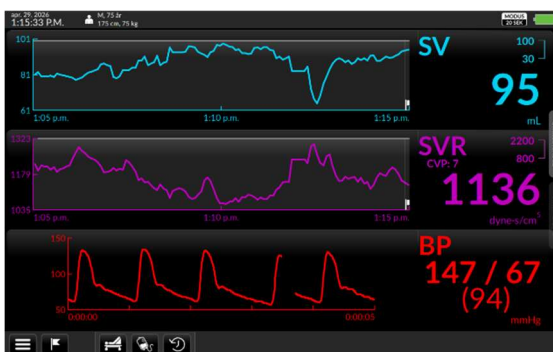 apr. 29, 2026
1:15:33 P.M.
M, 75 år
175 cm, 75 kg
MODUS
20 SEK
101
81
61
1:05 p.m.
1:10 p.m.
1:15 p.m.
SV
100
30
95
mL
1323
1179
1035
1:05 p.m.
1:10 p.m.
1:15 p.m.
SVR
CVP: 7
2200
800
1136
dyne-s/cm⁵
150
100
50
0:00:00
0:00:05
BP
147 / 67
(94)
mmHg